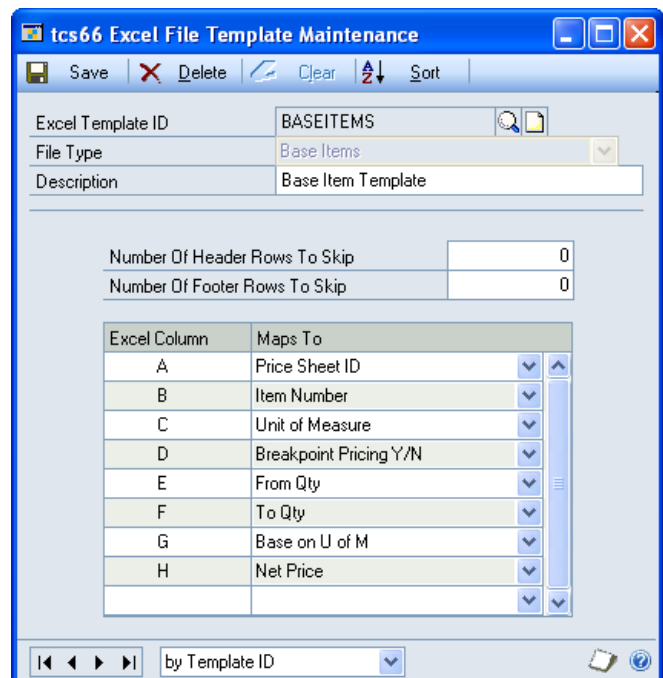 tcs66 Excel File Template Maintenance
Save Delete Clear Sort
Excel Template ID BASEITEMS
File Type Base Items
Description Base Item Template
Number Of Header Rows To Skip 0
Number Of Footer Rows To Skip 0
Excel Column Maps To
A Price Sheet ID
B Item Number
C Unit of Measure
D Breakpoint Pricing Y/N
E From Qty
F To Qty
G Base on U of M
H Net Price
by Template ID